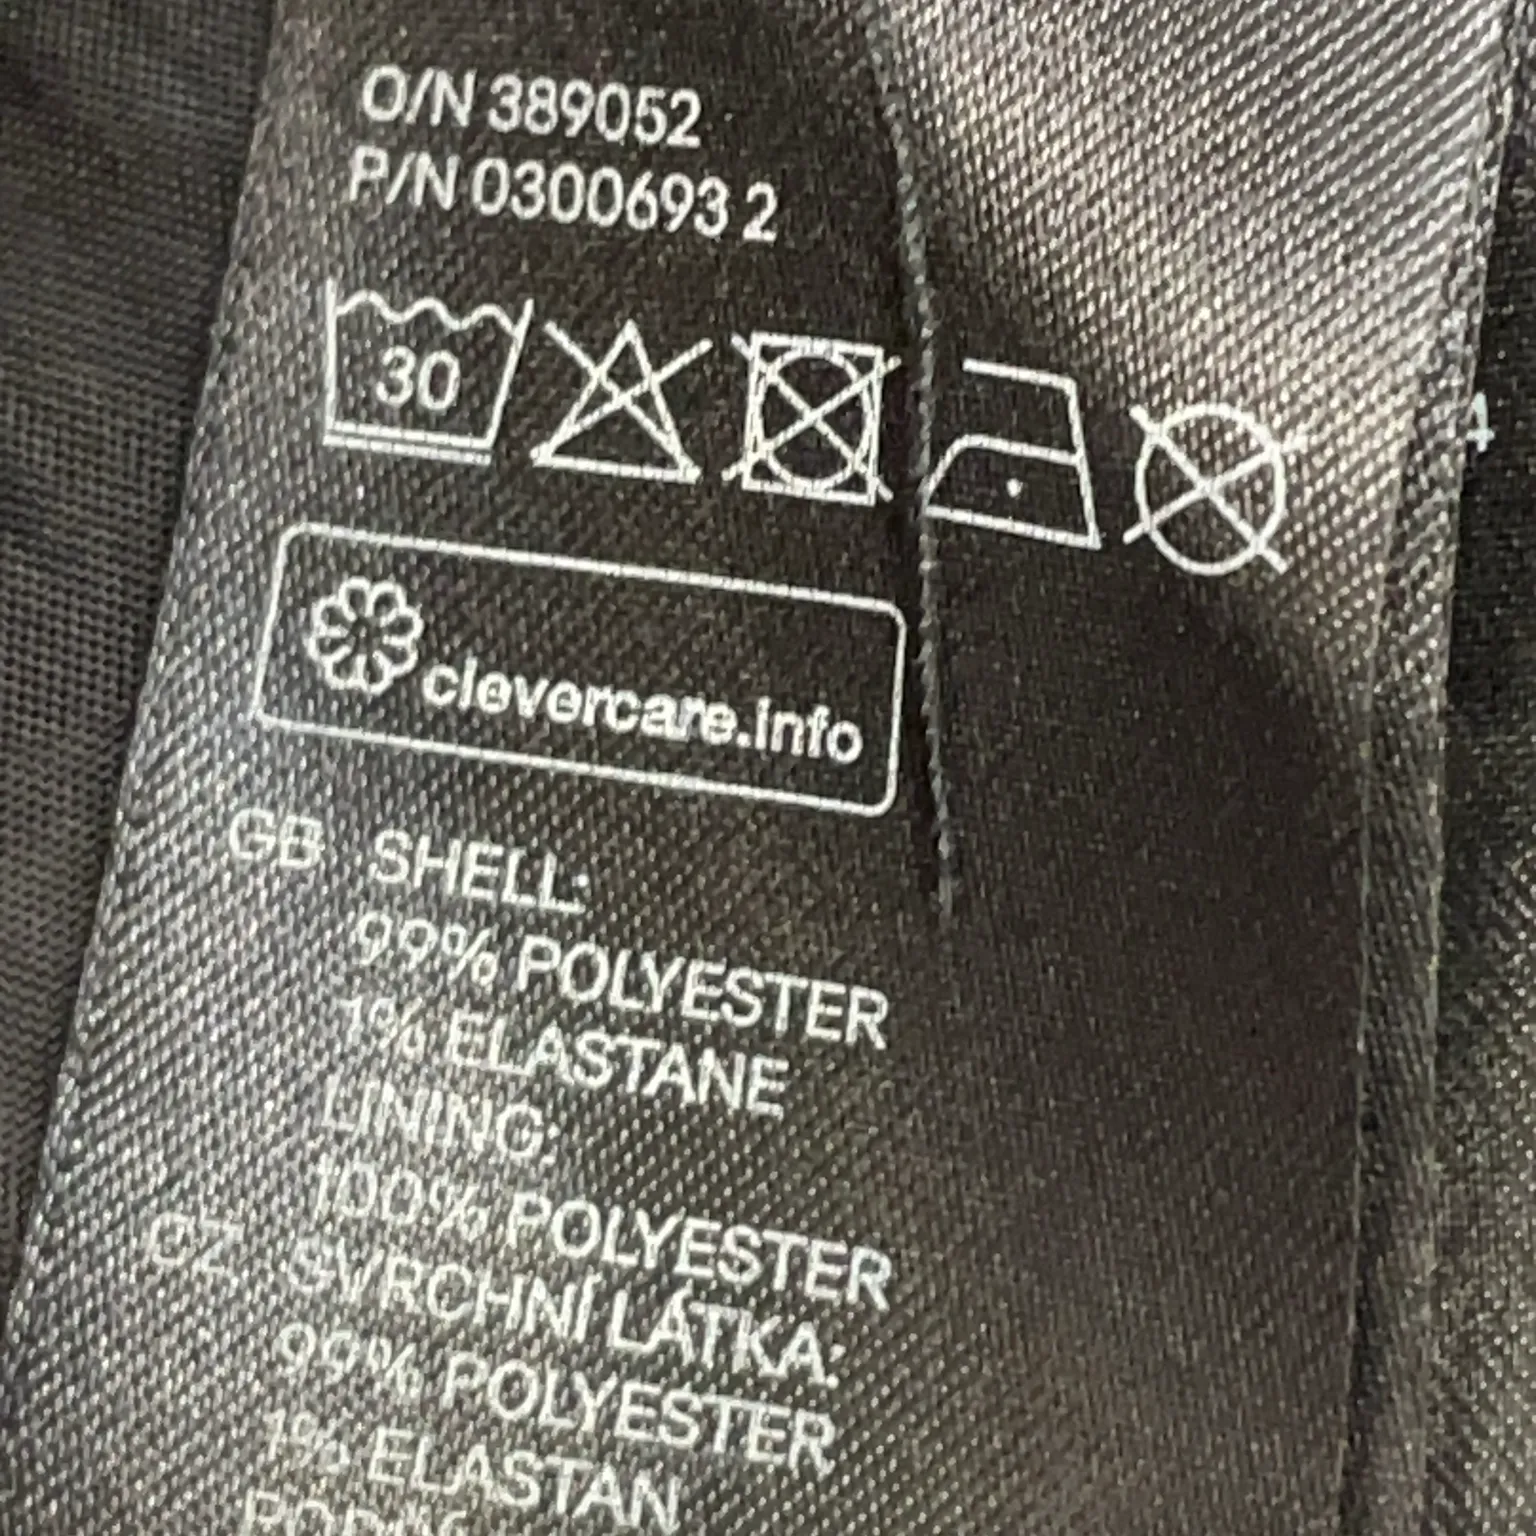 O/N 389052
P/N 0300693 2
30
clevercare.info
GB SHELL:
99% POLYESTER
1% ELASTANE
LINING:
100% POLYESTER
CZ SVRCHNÍ LÁTKA:
99% POLYESTER
1% ELASTAN